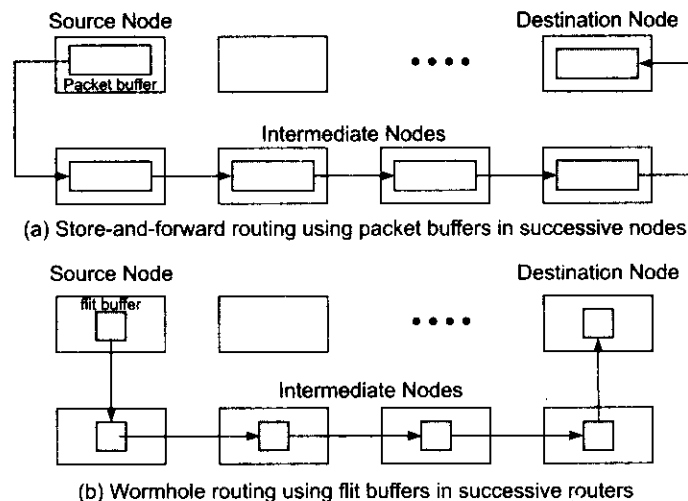 Source Node
Destination Node
Packet buffer
Intermediate Nodes
(a) Store-and-forward routing using packet buffers in successive nodes
Source Node
Destination Node
flit buffer
Intermediate Nodes
(b) Wormhole routing using flit buffers in successive routers